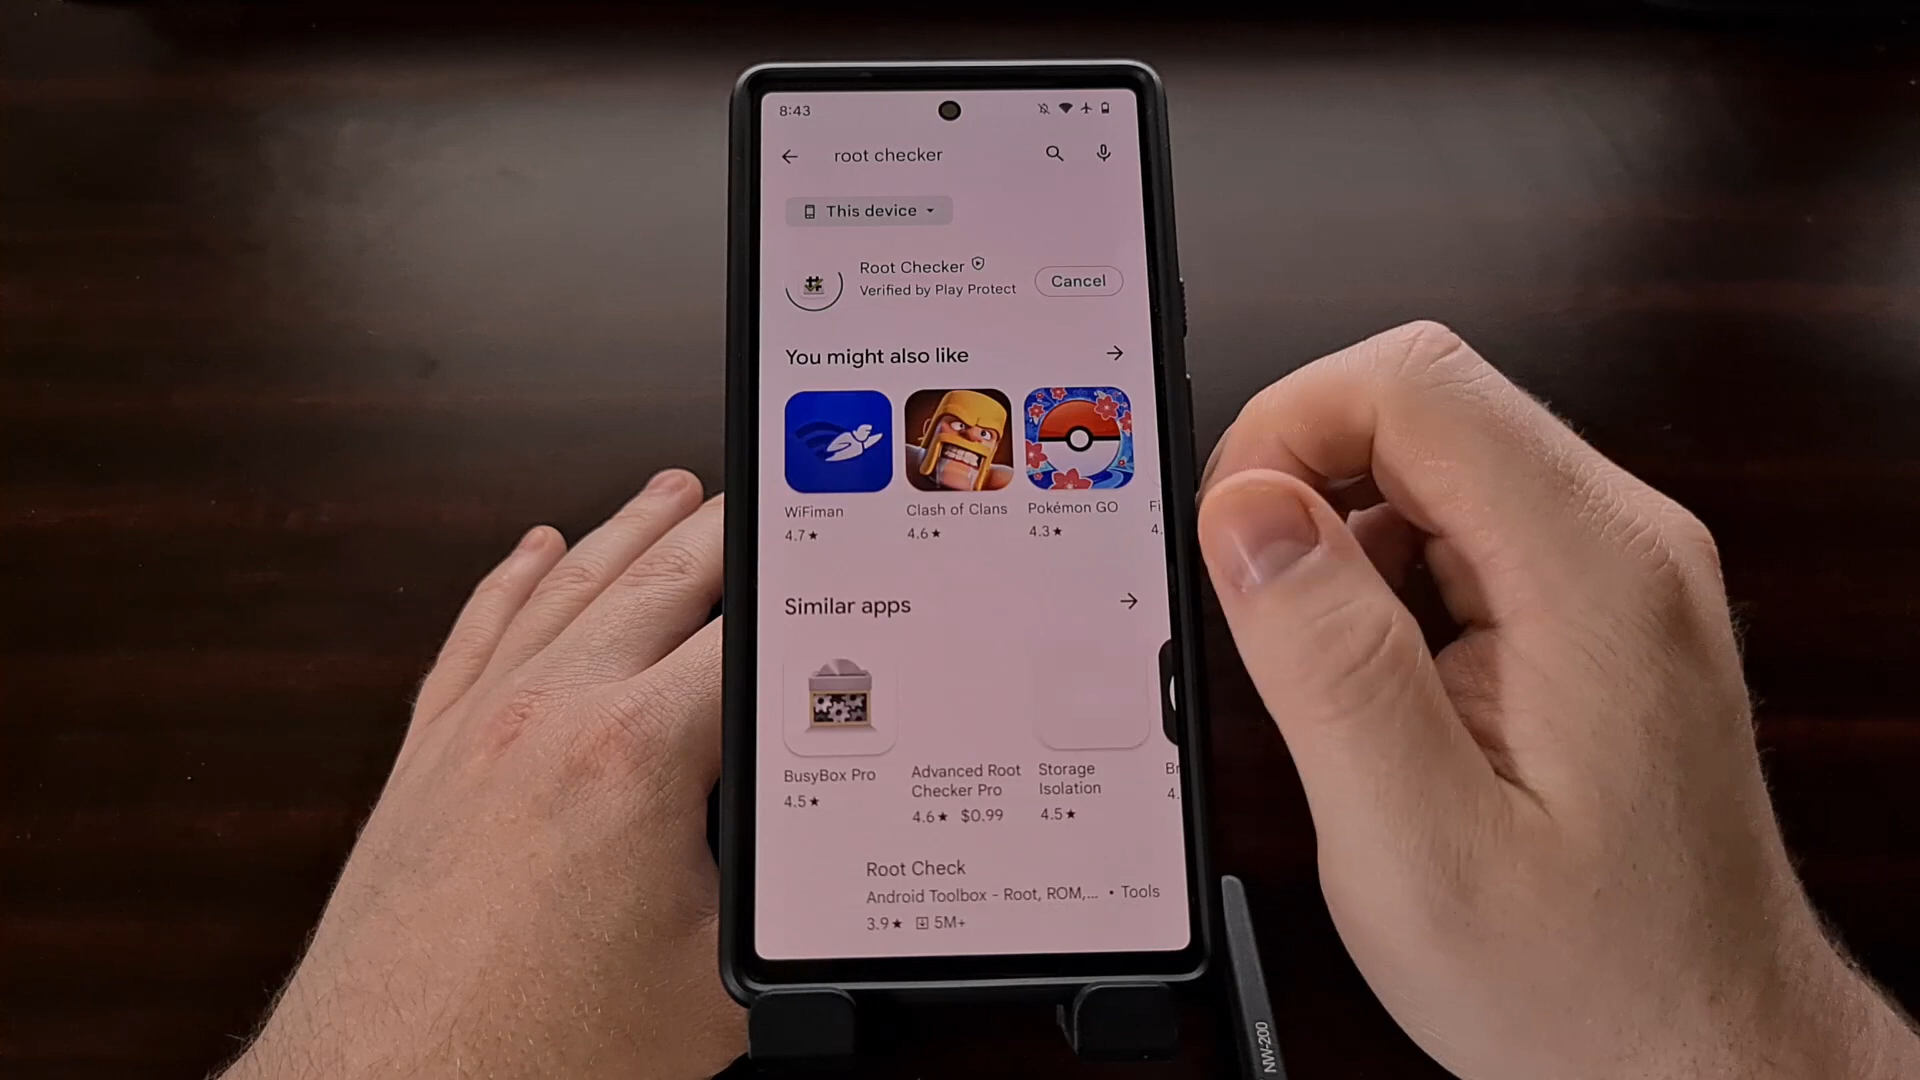 8:43
root checker
This device
Root Checker
Verified by Play Protect
Cancel
You might also like
WiFiman
Clash of Clans
Pokémon GO
Fi
4.7★
4.6★
4.3★
4.
Similar apps
BusyBox Pro
4.5★
Advanced Root
Checker Pro
4.6★ $0.99
Storage
Isolation
4.5★
Br
4.
Root Check
Android Toolbox - Root, ROM,... • Tools
3.9★ 5M+
NW-200